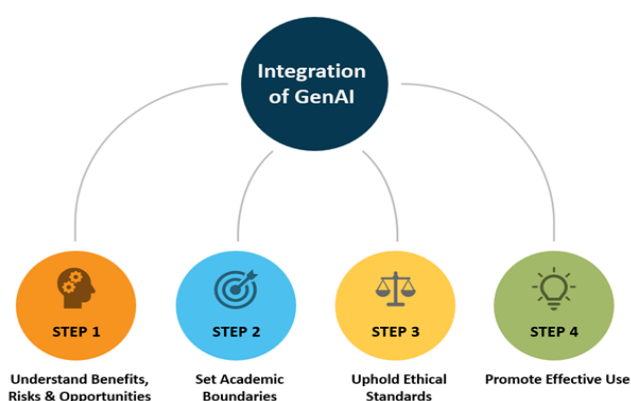 Integration
of GenAI
STEP 1
STEP 2
STEP 3
STEP 4
Understand Benefits,
Risks & Opportunities
Set Academic
Boundaries
Uphold Ethical
Standards
Promote Effective Use